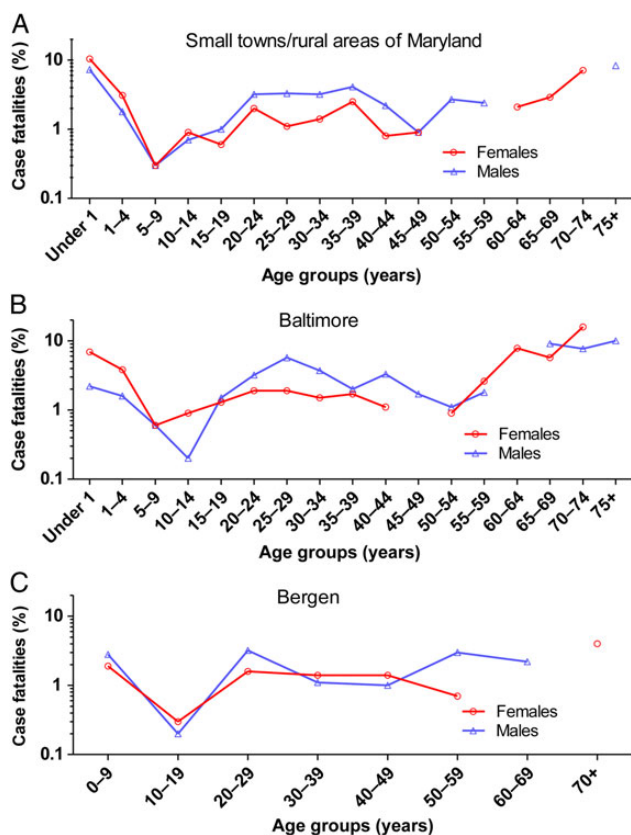 A
Small towns/rural areas of Maryland
Case fatalities (%)
10
1
0.1
Females
Males
Under 1
1–4
5–9
10–14
15–19
20–24
25–29
30–34
35–39
40–44
45–49
50–54
55–59
60–64
65–69
70–74
75+
Age groups (years)
B
Baltimore
Case fatalities (%)
10
1
0.1
Females
Males
Under 1
1–4
5–9
10–14
15–19
20–24
25–29
30–34
35–39
40–44
45–49
50–54
55–59
60–64
65–69
70–74
75+
Age groups (years)
C
Bergen
Case fatalities (%)
10
1
0.1
Females
Males
0–9
10–19
20–29
30–39
40–49
50–59
60–69
70+
Age groups (years)